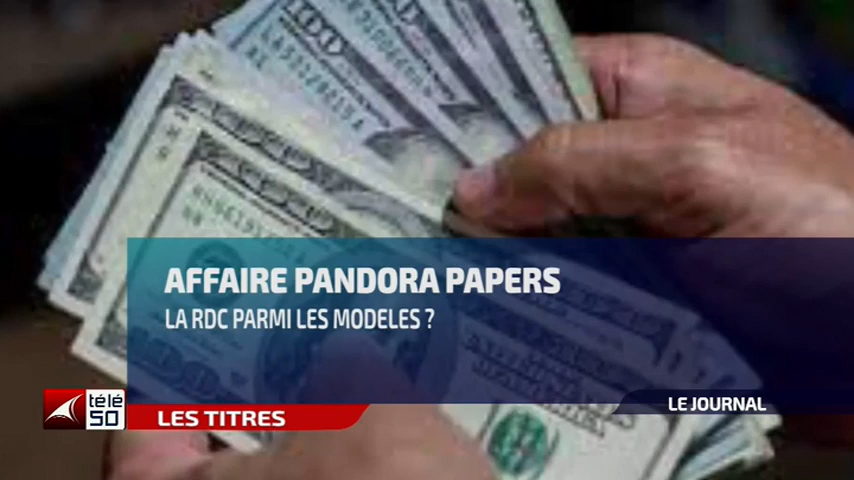 AFFAIRE PANDORA PAPERS
LA RDC PARMI LES MODELES ?
LE JOURNAL
télé
50
LES TITRES